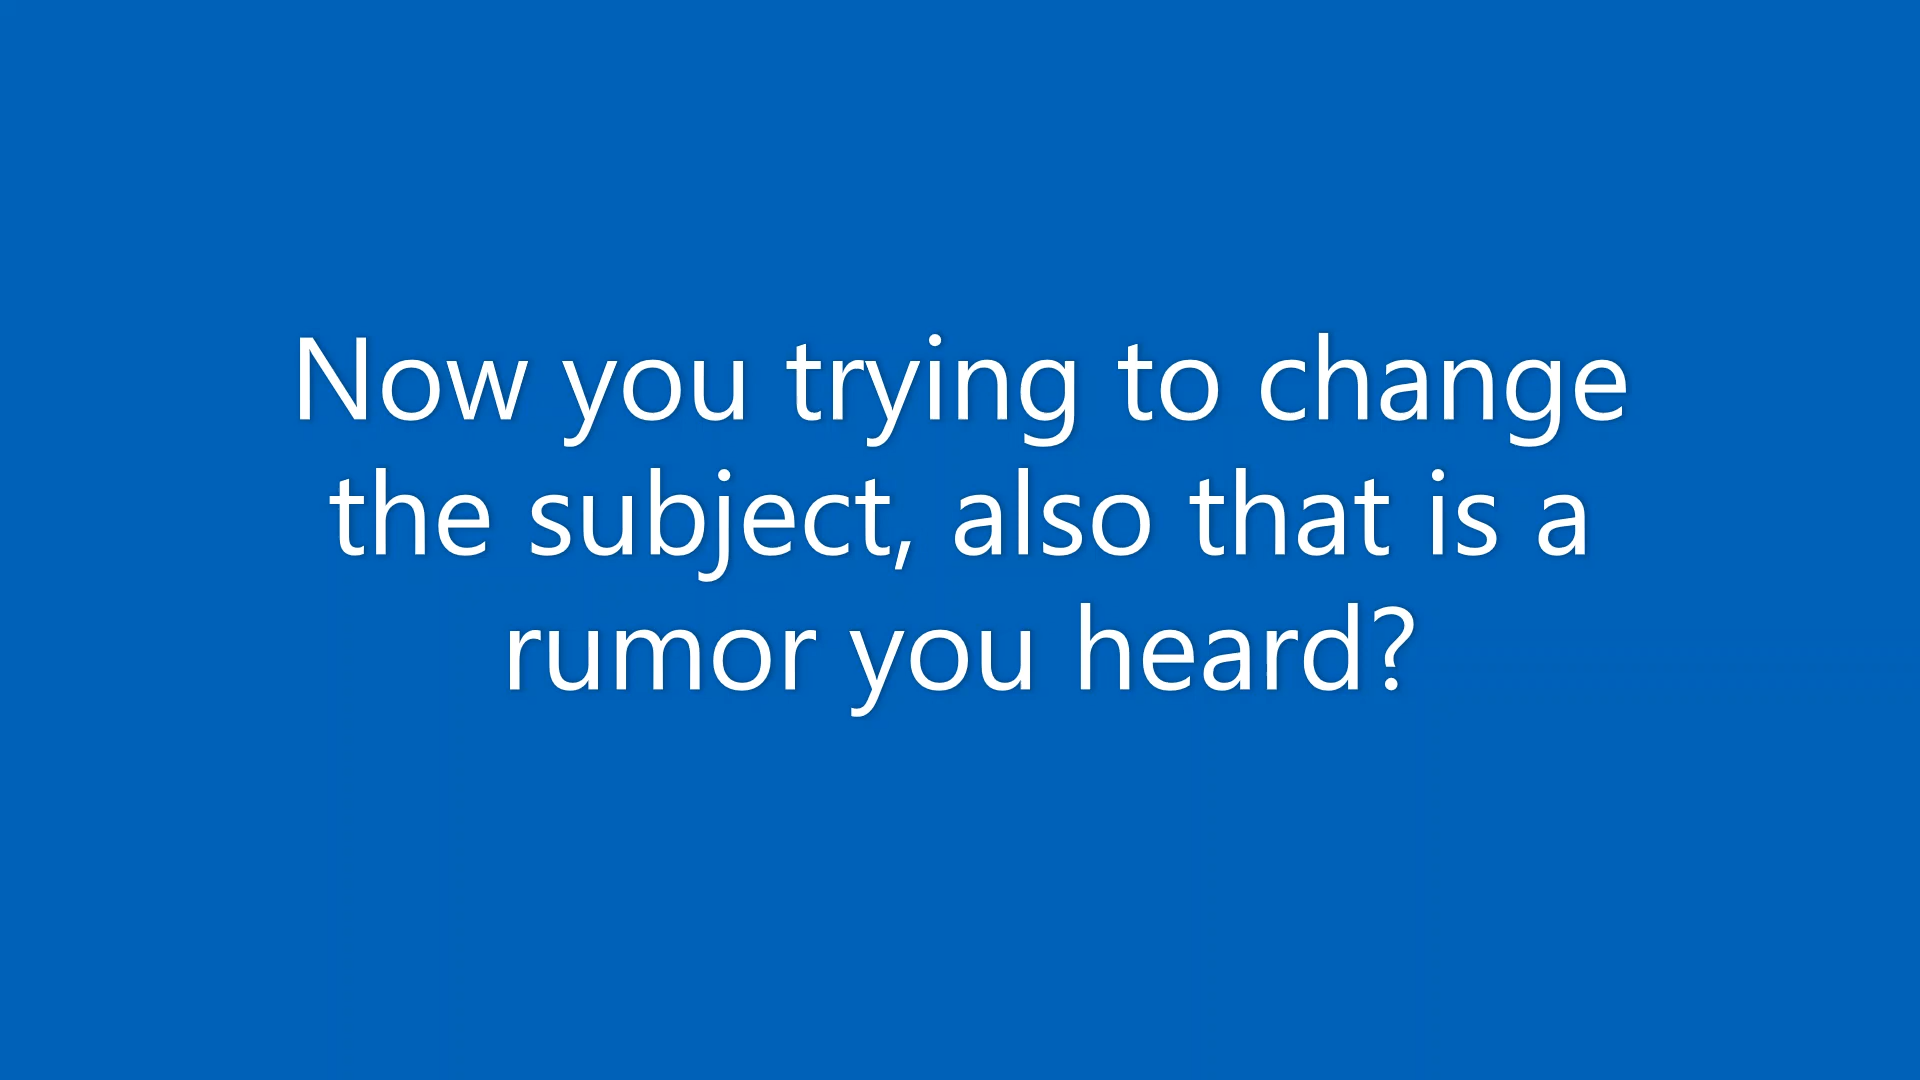 Now you trying to change
the subject, also that is a
rumor you heard?